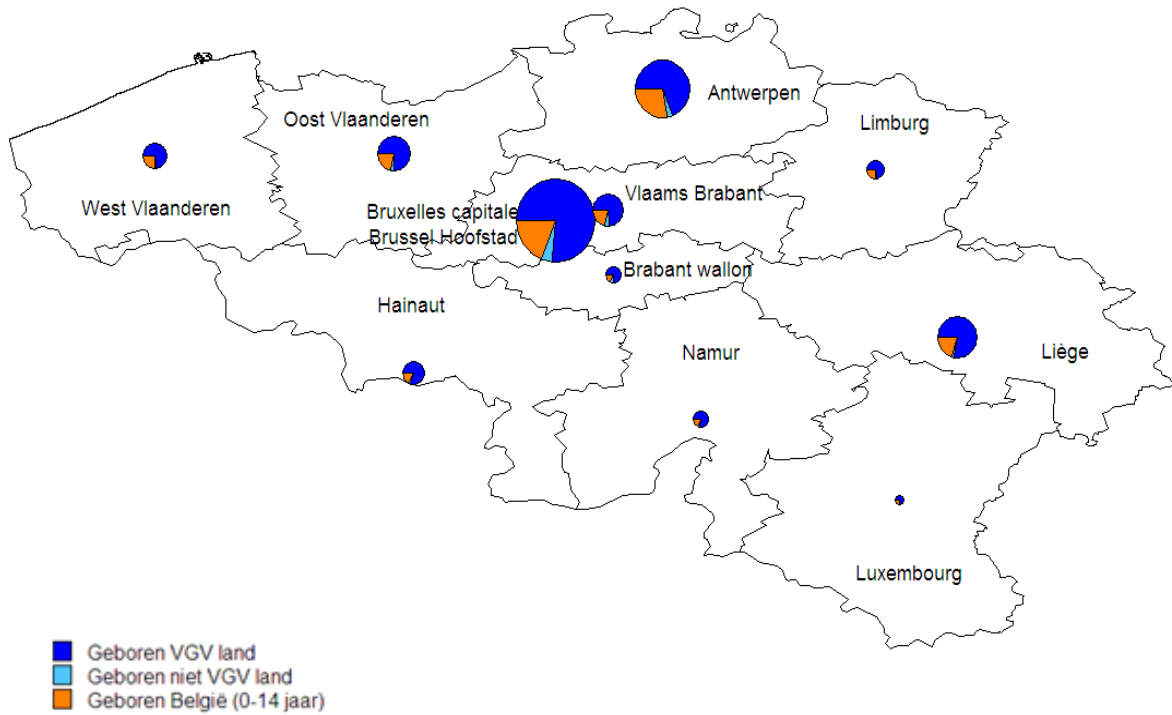 Antwerpen
Oost Vlaanderen
Limburg
Vlaams Brabant
West Vlaanderen
Bruxelles capitale
Brussel Hoofstad
Brabant wallon
Hainaut
Namur
Liège
Luxembourg
Geboren VGV land
Geboren niet VGV land
Geboren België (0-14 jaar)